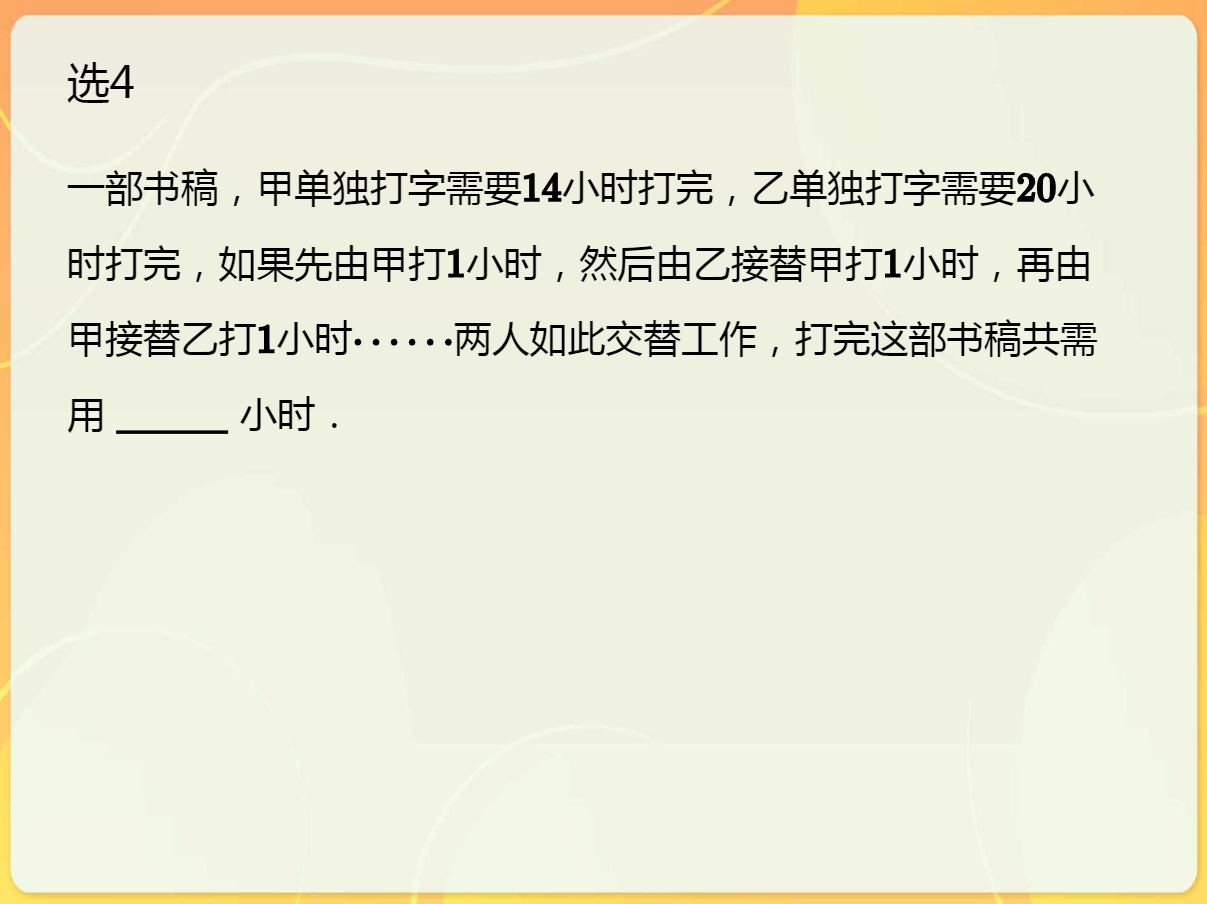 选4
一部书稿，甲单独打字需要14小时打完，乙单独打字需要20小
时打完，如果先由甲打1小时，然后由乙接替甲打1小时，再由
甲接替乙打1小时······两人如此交替工作，打完这部书稿共需
用 ______ 小时．